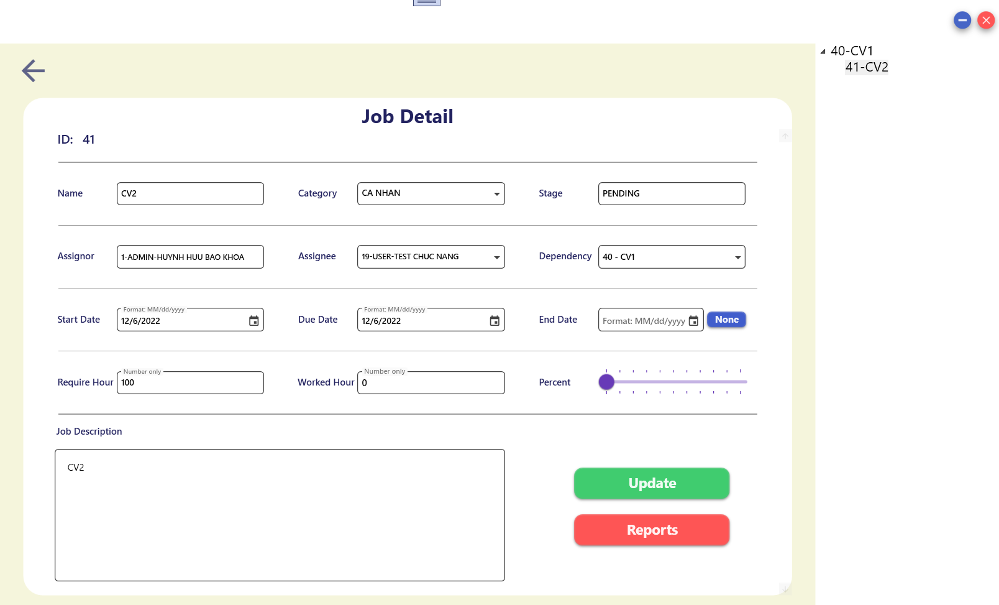 40-CV1
41-CV2
Job Detail
ID: 41
Name CV2 Category CA NHAN Stage PENDING
Assignor 1-ADMIN-HUYNH HUU BAO KHOA Assignee 19-USER-TEST CHUC NANG Dependency 40 - CV1
Format: MM/dd/yyyy Format: MM/dd/yyyy
Start Date 12/6/2022 Due Date 12/6/2022 End Date Format: MM/dd/yyyy None
Number only Number only
Require Hour 100 Worked Hour 0 Percent
Job Description
CV2
Update
Reports